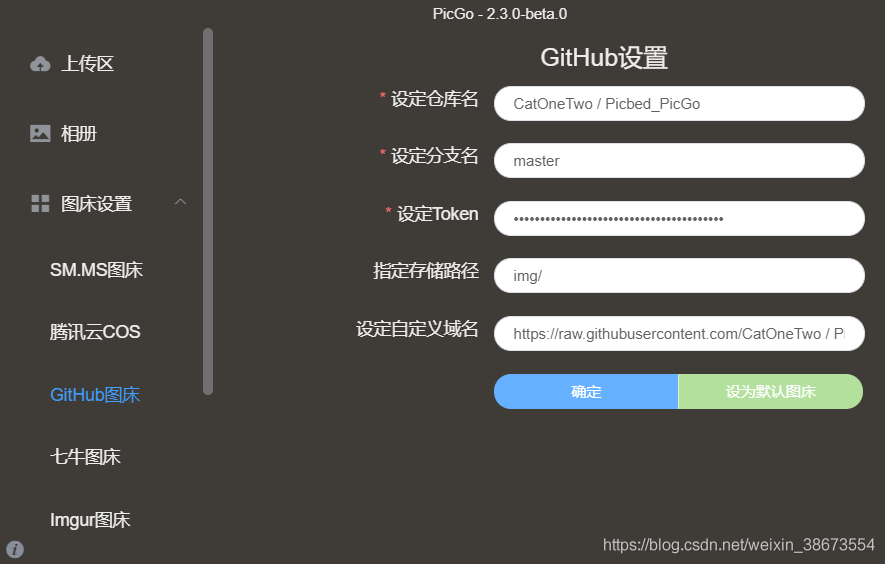 PicGo - 2.3.0-beta.0
上传区
相册
图床设置
SM.MS图床
腾讯云COS
GitHub图床
七牛图床
Imgur图床
GitHub设置
* 设定仓库名
CatOneTwo / Picbed_PicGo
* 设定分支名
master
* 设定Token
••••••••••••••••••••••••••••••••••••••••
指定存储路径
img/
设定自定义域名
https://raw.githubusercontent.com/CatOneTwo / Pi
确定
设为默认图床
https://blog.csdn.net/weixin_38673554